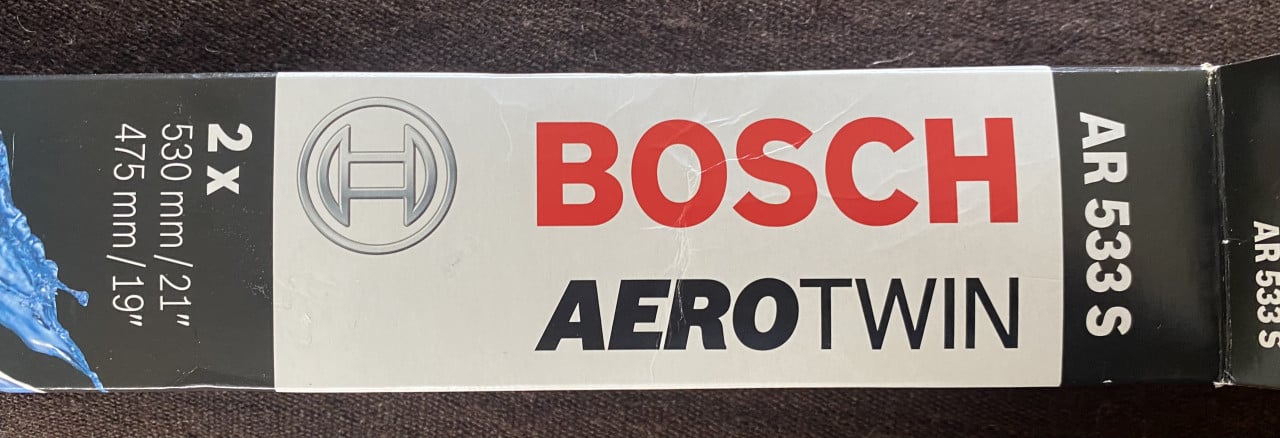 2 x
530 mm / 21"
475 mm / 19"
BOSCH
AEROTWIN
AR 533 S
AR 533 S